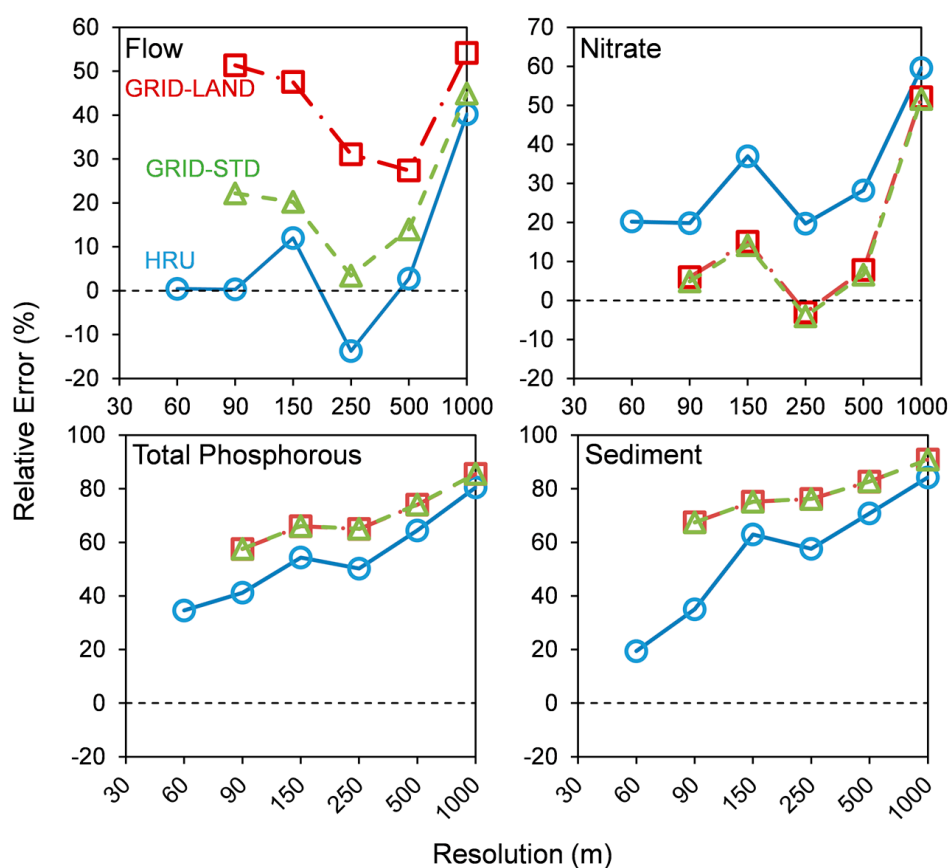 Relative Error (%)
60
50
40
30
20
10
0
-10
-20
Flow
GRID-LAND
GRID-STD
HRU
30 60 90 150 250 500 1000
70
60
50
40
30
20
10
0
-10
-20
Nitrate
30 60 90 150 250 500 1000
100
80
60
40
20
0
-20
Total Phosphorous
30 60 90 150 250 500 1000
100
80
60
40
20
0
-20
Sediment
30 60 90 150 250 500 1000
Resolution (m)